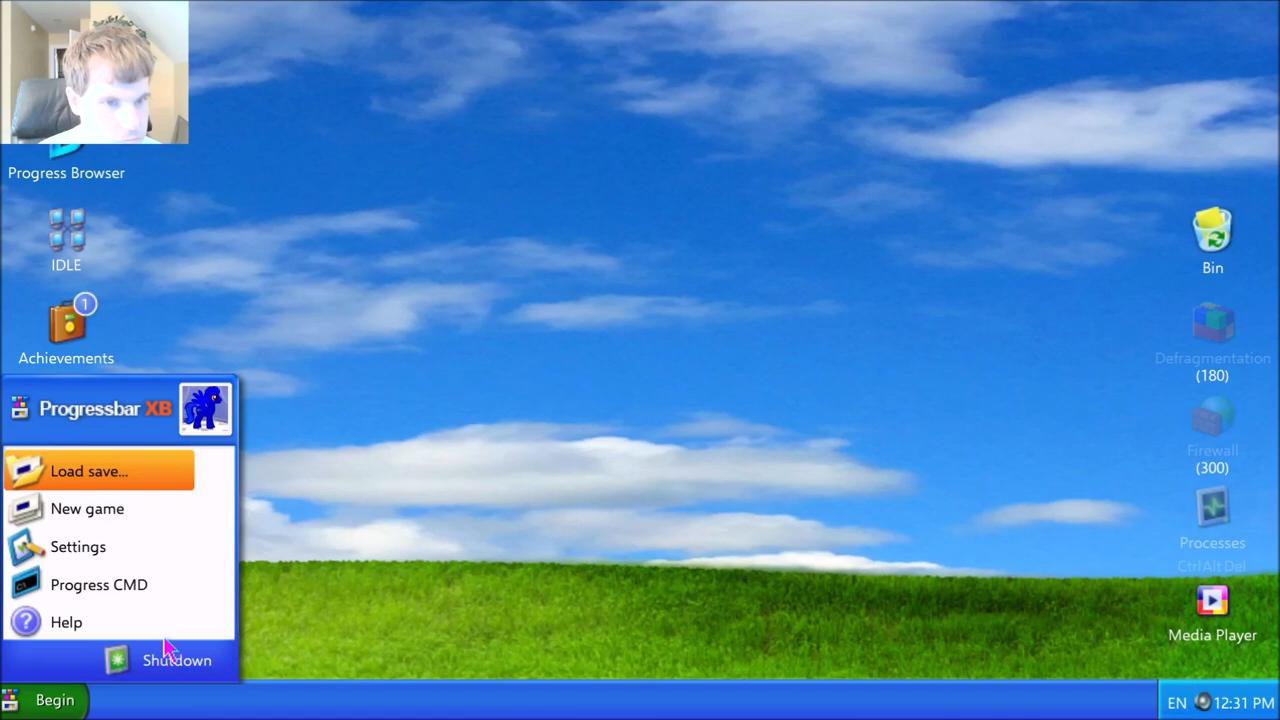 Progress Browser
IDLE
1
Achievements
Progressbar XB
Load save...
New game
Settings
Progress CMD
Help
Shutdown
Begin
Bin
Defragmentation
(180)
Firewall
(300)
Processes
Ctrl Alt Del
Media Player
EN
12:31 PM